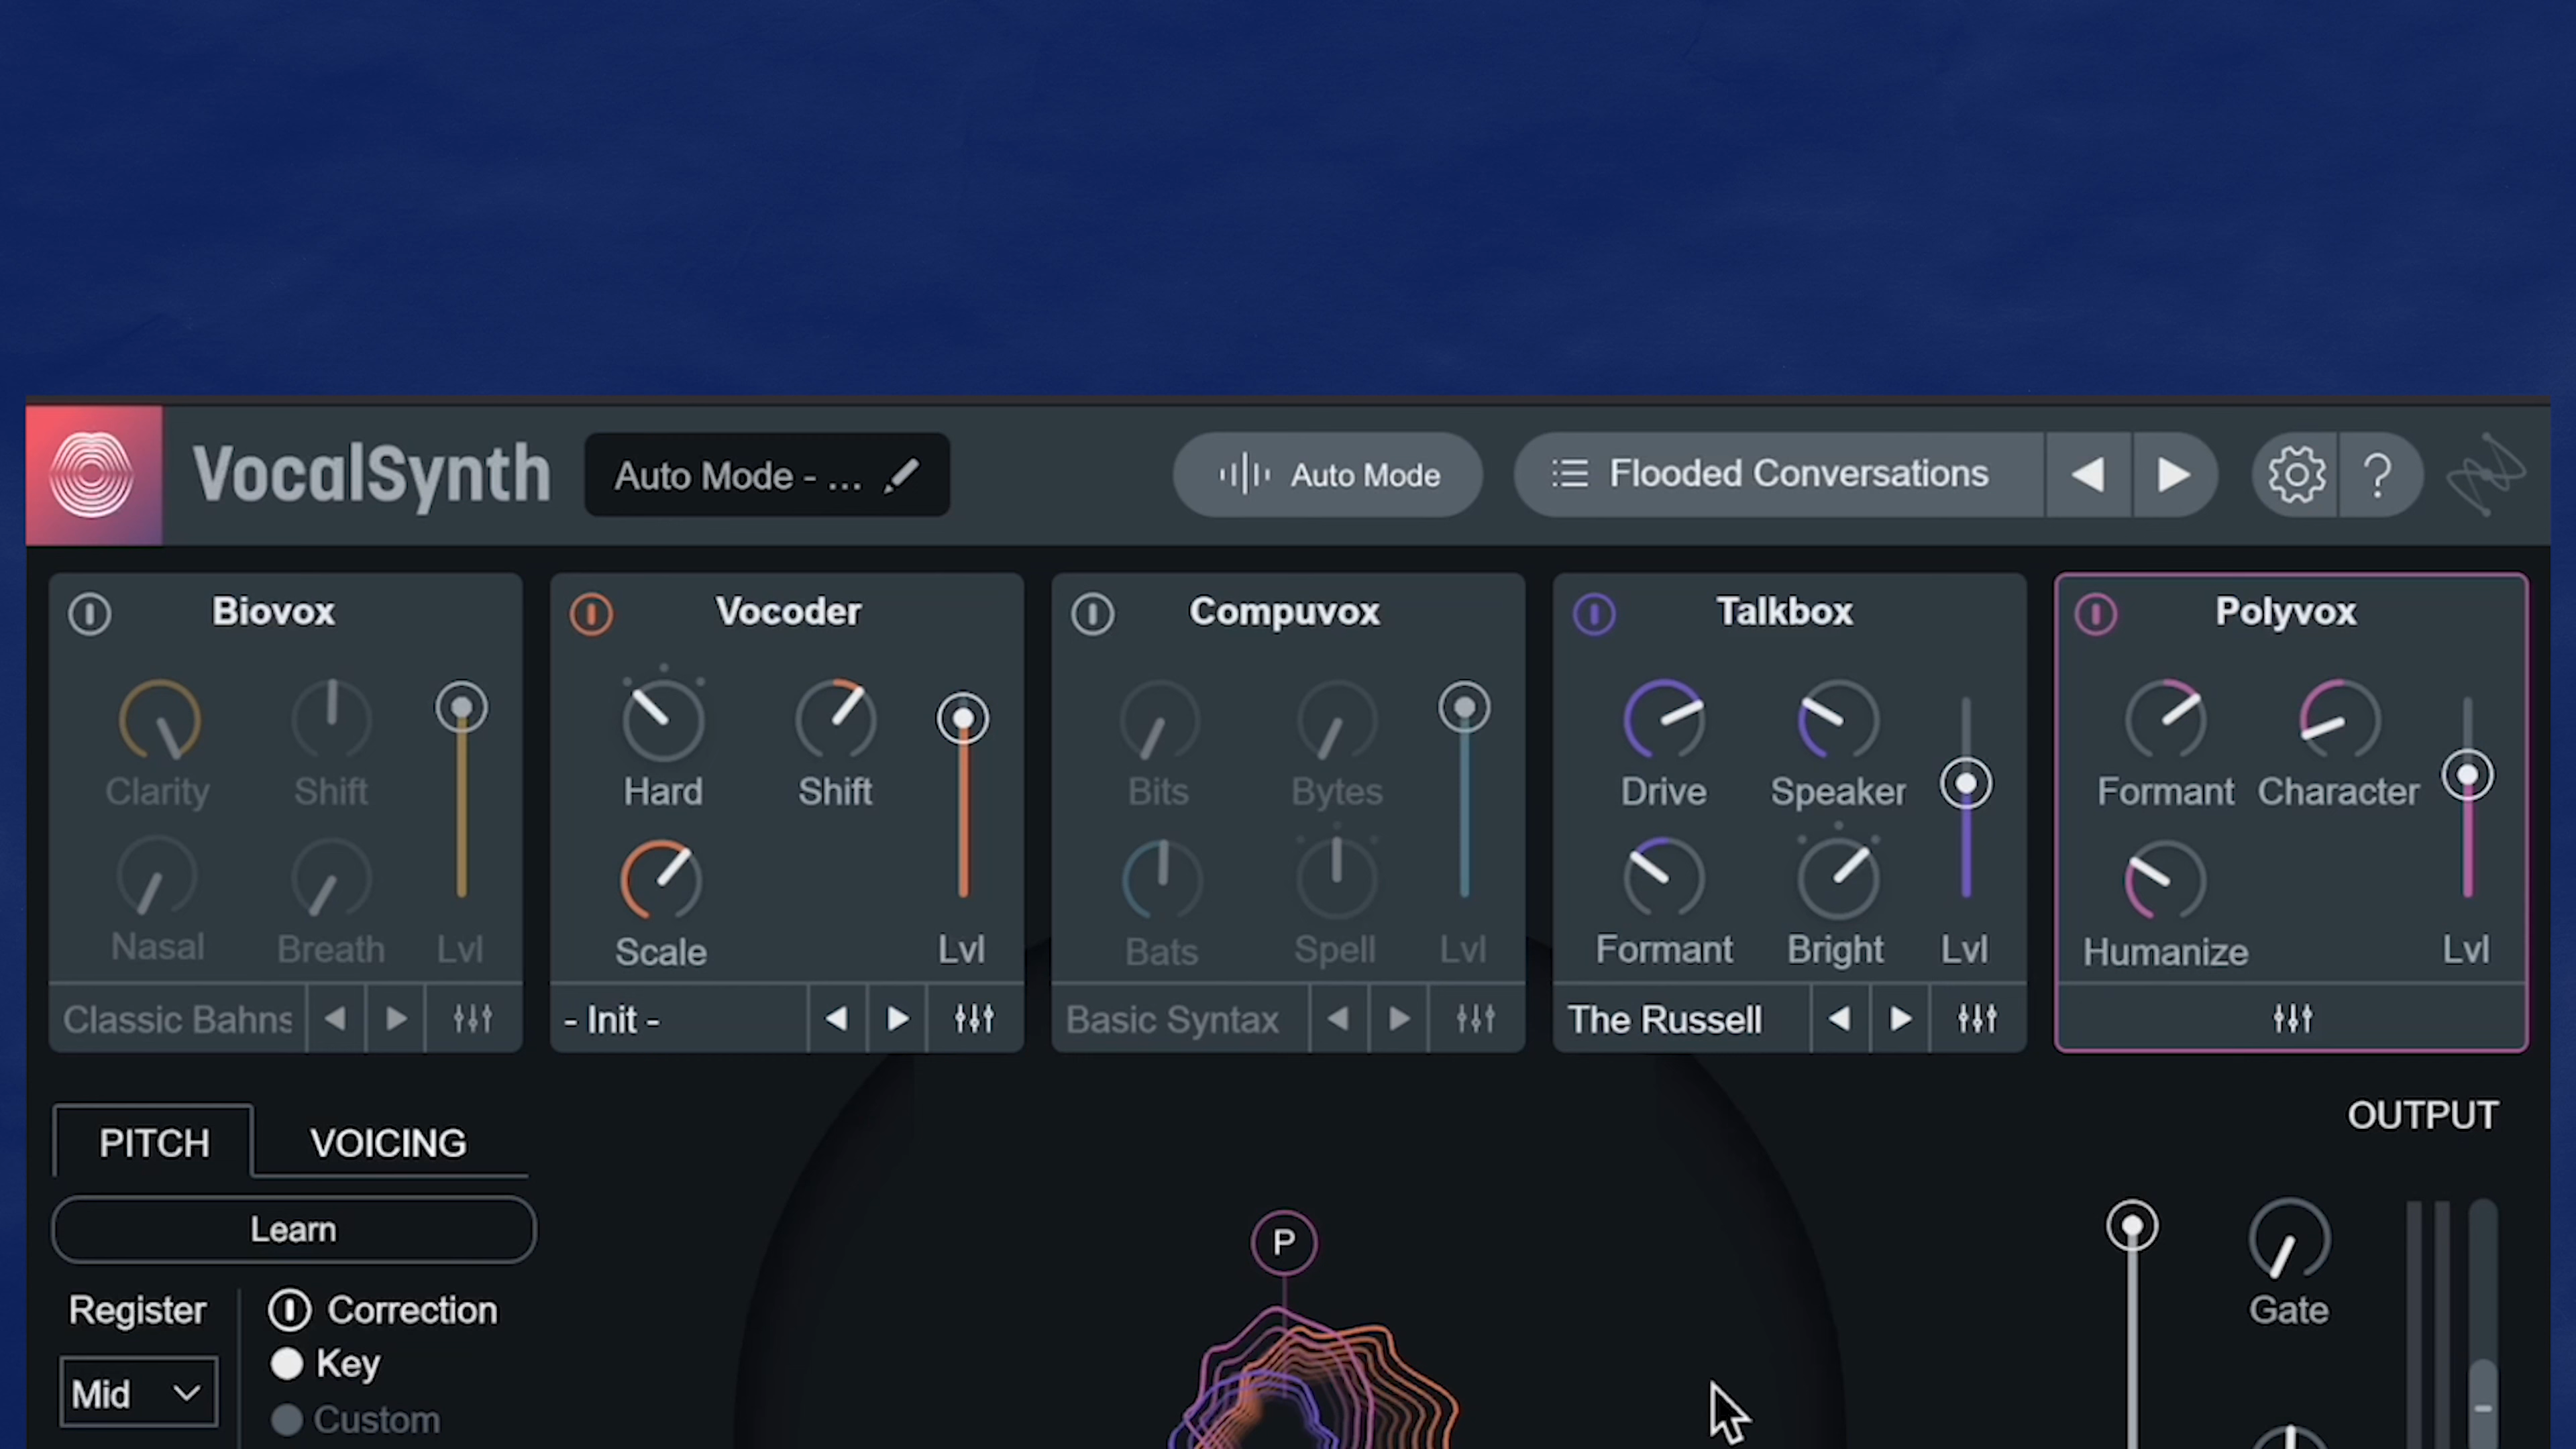 VocalSynth
Auto Mode - ...
Auto Mode
Flooded Conversations
?
Biovox
Clarity
Shift
Nasal
Breath
Lvl
Classic Bahns
Vocoder
Hard
Shift
Scale
Lvl
- Init -
Compuvox
Bits
Bytes
Bats
Spell
Lvl
Basic Syntax
Talkbox
Drive
Speaker
Formant
Bright
Lvl
The Russell
Polyvox
Formant
Character
Humanize
Lvl
PITCH
VOICING
Learn
Register
Mid
Correction
Key
Custom
P
OUTPUT
Gate